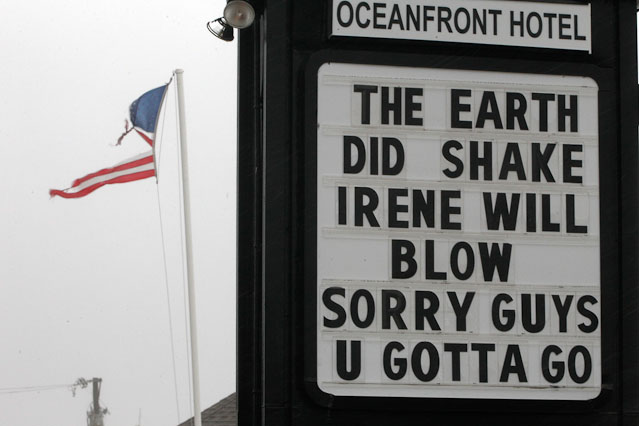 OCEANFRONT HOTEL
THE EARTH
DID SHAKE
IRENE WILL
BLOW
SORRY GUYS
U GOTTA GO